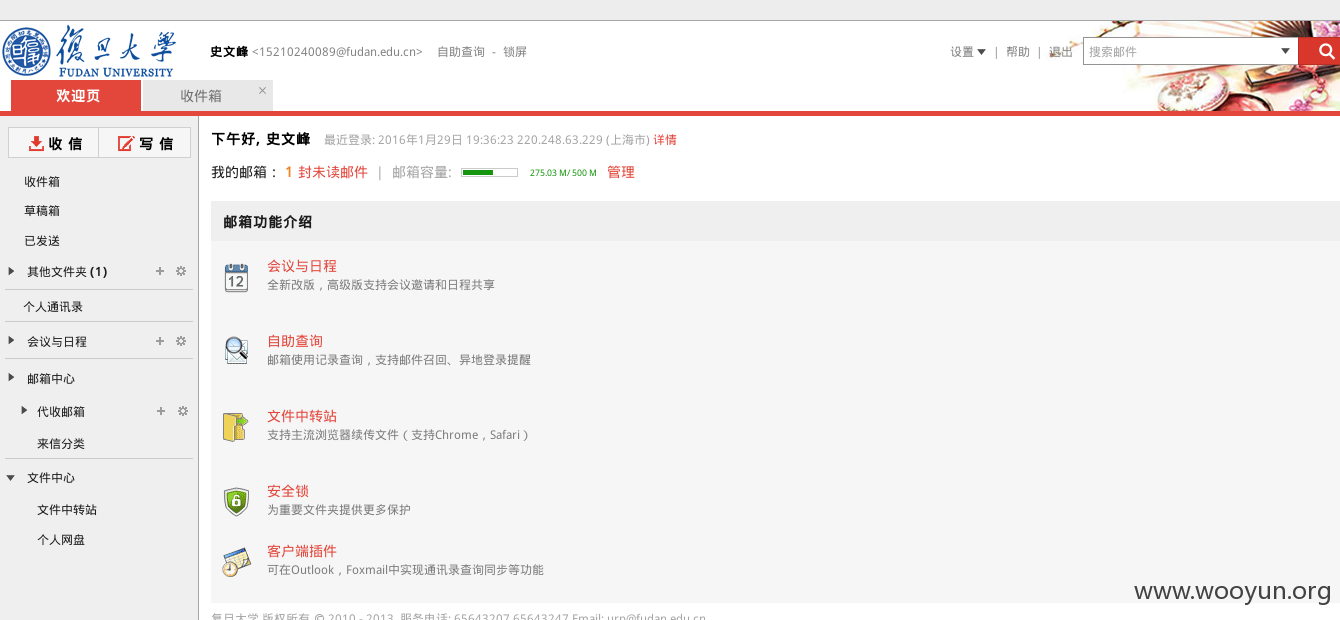 復旦大學
FUDAN UNIVERSITY
史文峰 <15210240089@fudan.edu.cn> 自助查询 - 锁屏
设置 | 帮助 | 退出 搜索邮件
欢迎页 收件箱 ×
收信 写信
收件箱
草稿箱
已发送
其他文件夹 (1)
个人通讯录
会议与日程
邮箱中心
代收邮箱
来信分类
文件中心
文件中转站
个人网盘
下午好, 史文峰 最近登录: 2016年1月29日 19:36:23 220.248.63.229 (上海市) 详情
我的邮箱： 1 封未读邮件 | 邮箱容量: 275.03 M/ 500 M 管理
邮箱功能介绍
12
会议与日程
全新改版，高级版支持会议邀请和日程共享
自助查询
邮箱使用记录查询，支持邮件召回、异地登录提醒
文件中转站
支持主流浏览器续传文件（支持Chrome，Safari）
安全锁
为重要文件夹提供更多保护
客户端插件
可在Outlook，Foxmail中实现通讯录查询同步等功能
www.wooyun.org
复旦大学 版权所有 © 2010 - 2013 服务电话: 65643207,65643247 Email: urp@fudan.edu.cn